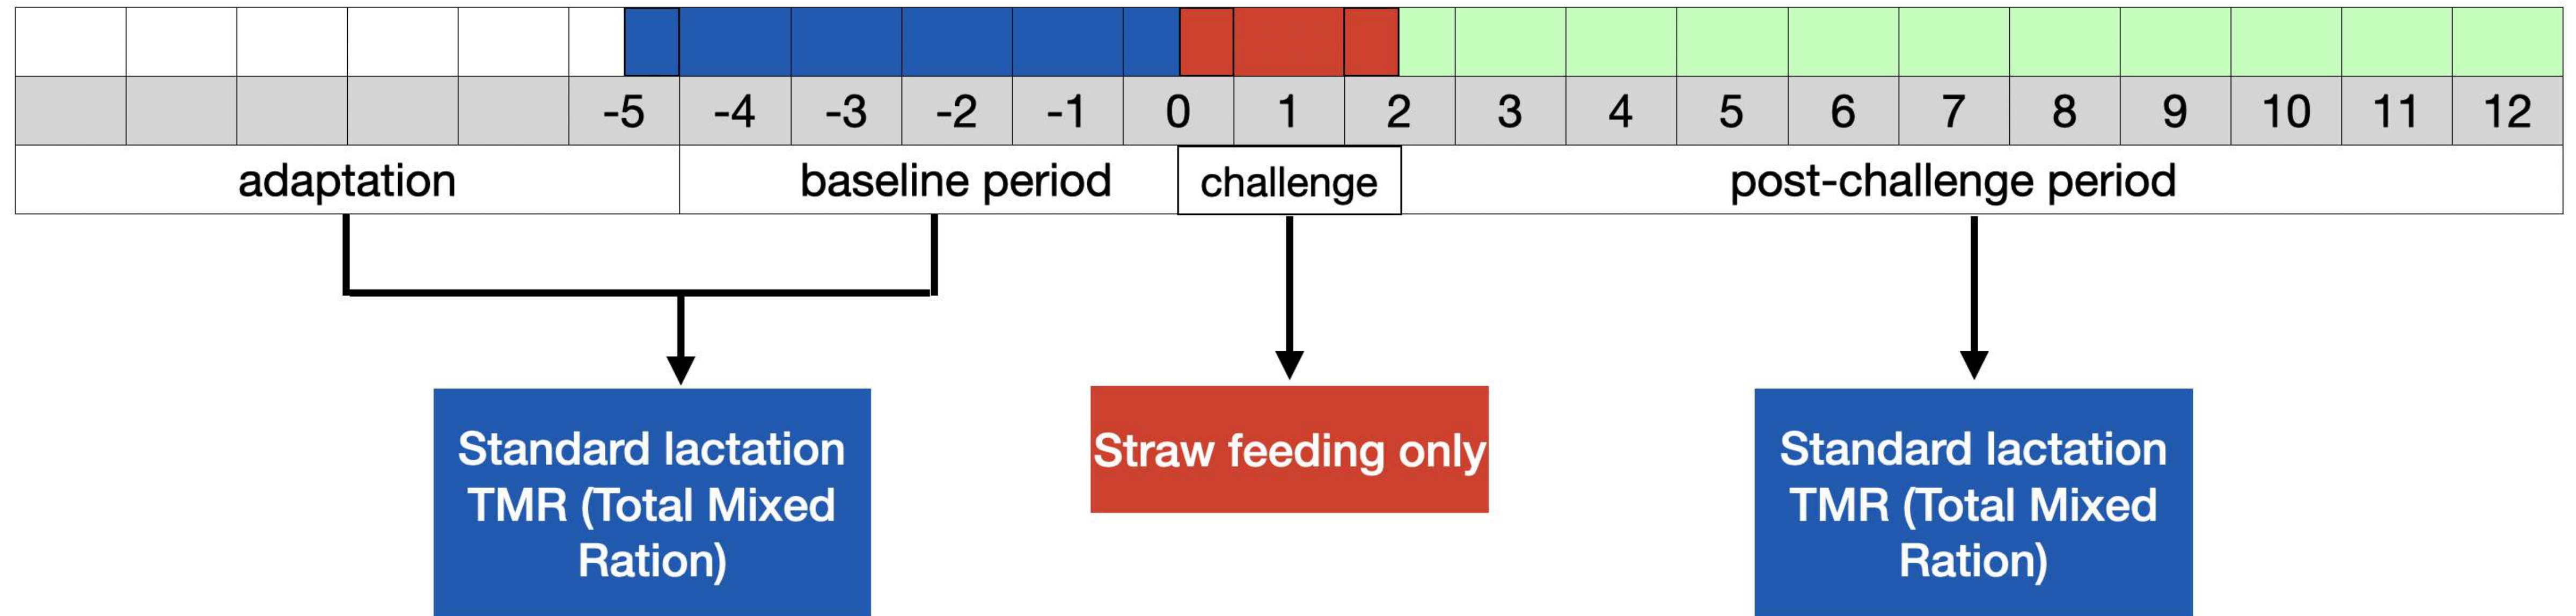 -5 -4 -3 -2 -1 0 1 2 3 4 5 6 7 8 9 10 11 12
adaptation baseline period challenge post-challenge period
Standard lactation
TMR (Total Mixed
Ration)
Straw feeding only
Standard lactation
TMR (Total Mixed
Ration)